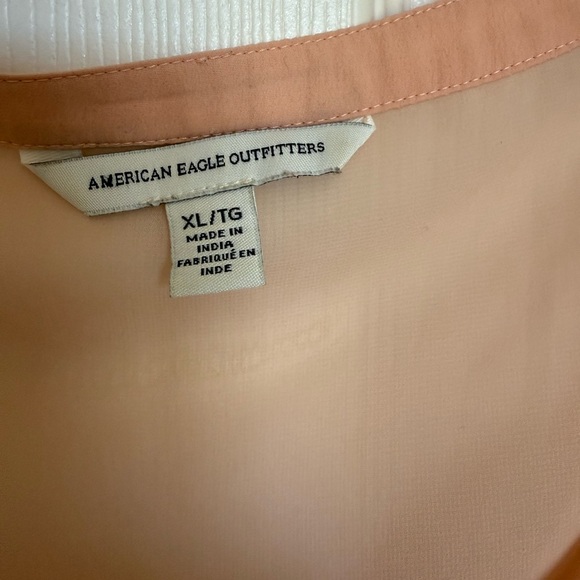 AMERICAN EAGLE OUTFITTERS
XL/TG
MADE IN
INDIA
FABRIQUÉ EN
INDE